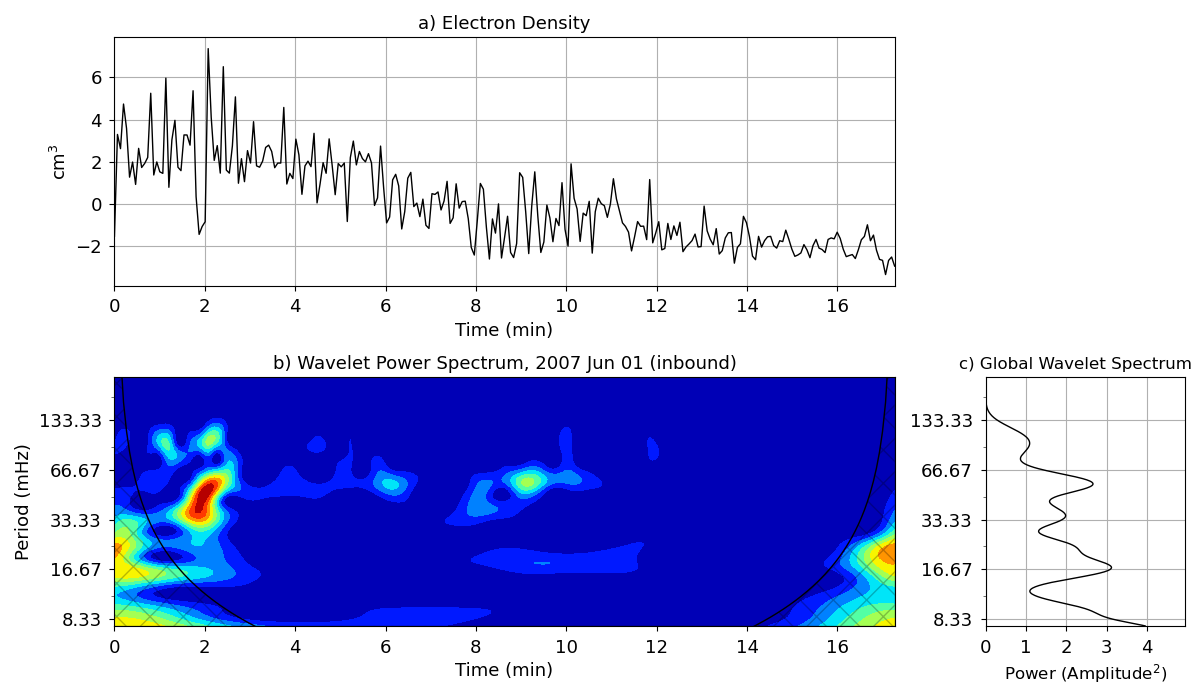 a) Electron Density
cm³
6
4
2
0
−2
0 2 4 6 8 10 12 14 16
Time (min)
b) Wavelet Power Spectrum, 2007 Jun 01 (inbound)
Period (mHz)
133.33
66.67
33.33
16.67
8.33
0 2 4 6 8 10 12 14 16
Time (min)
c) Global Wavelet Spectrum
133.33
66.67
33.33
16.67
8.33
0 1 2 3 4
Power (Amplitude²)